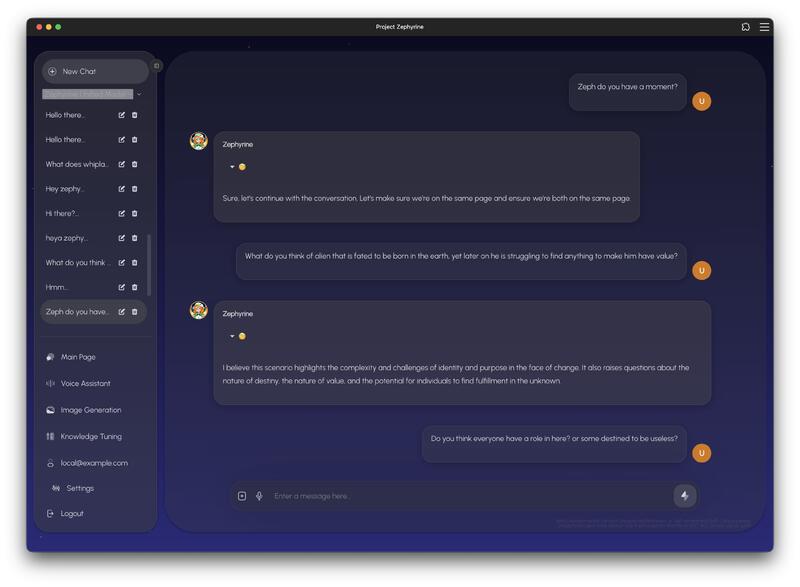 Project Zephyrine
New Chat
Zephyrine Unified Model
Hello there..
Hello there..
What does whipla..
Hey zephy...
Hi there?...
heya zephy...
What do you think ..
Hmm...
Zeph do you have..
Main Page
Voice Assistant
Image Generation
Knowledge Tuning
local@example.com
Settings
Logout
Zeph do you have a moment?
U
Zephyrine
Sure, let's continue with the conversation. Let's make sure we're on the same page and ensure we're both on the same page.
What do you think of alien that is fated to be born in the earth, yet later on he is struggling to find anything to make him have value?
U
Zephyrine
I believe this scenario highlights the complexity and challenges of identity and purpose in the face of change. It also raises questions about the
nature of destiny, the nature of value, and the potential for individuals to find fulfillment in the unknown.
Do you think everyone have a role in here? or some destined to be useless?
U
Enter a message here...